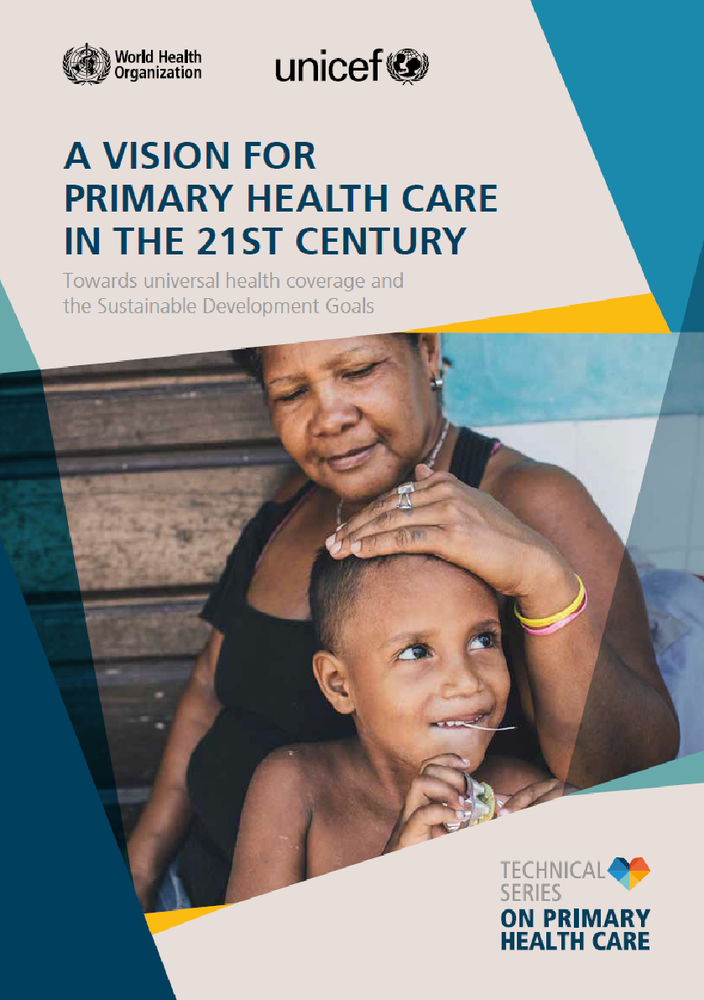 World Health
Organization
unicef
A VISION FOR
PRIMARY HEALTH CARE
IN THE 21ST CENTURY
Towards universal health coverage and
the Sustainable Development Goals
TECHNICAL
SERIES
ON PRIMARY
HEALTH CARE